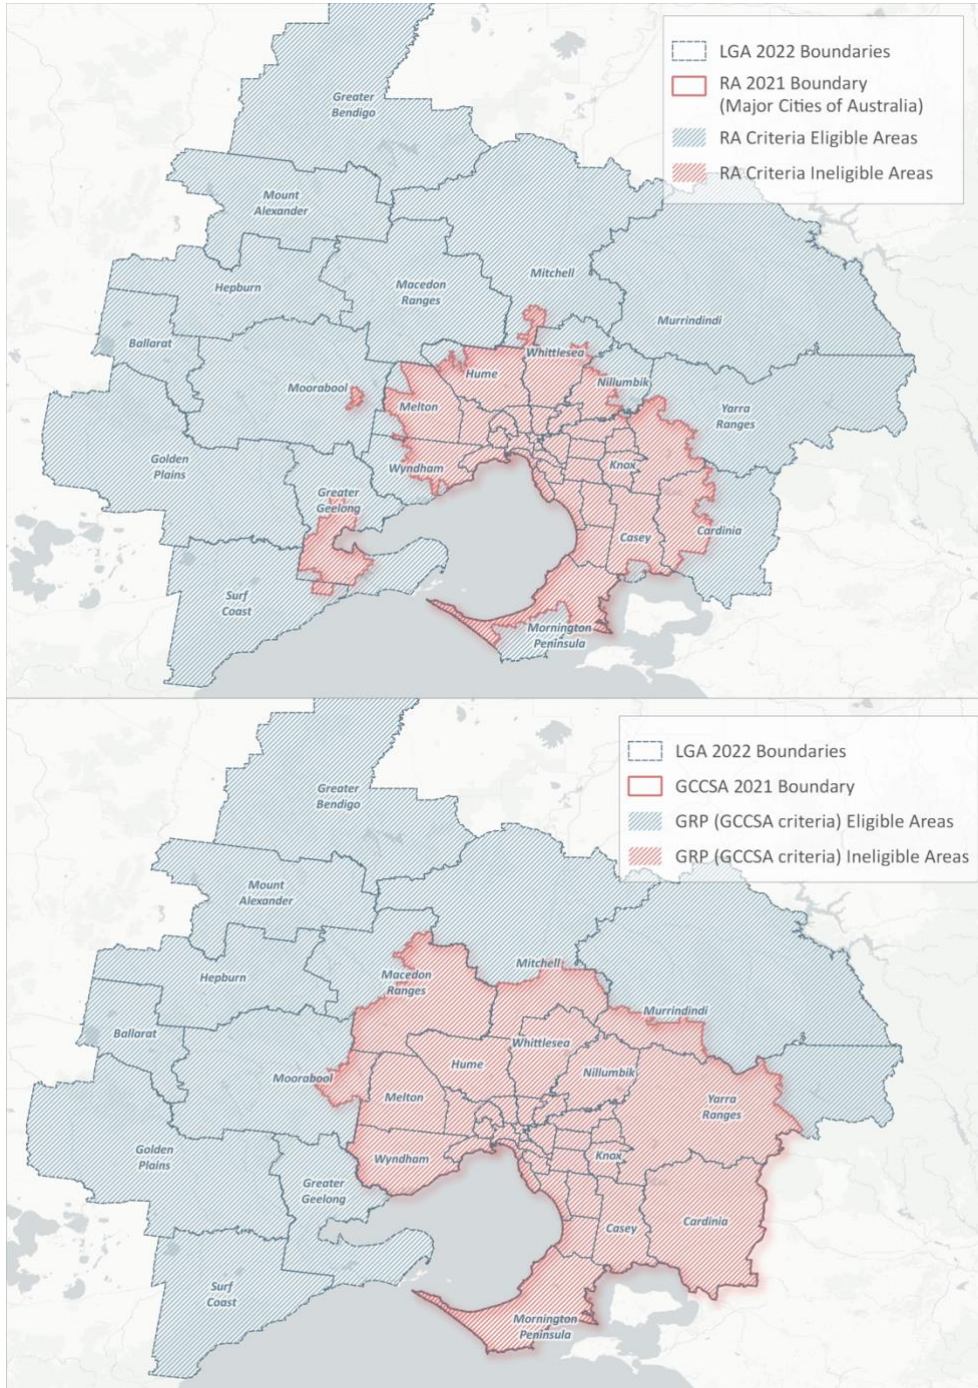 LGA 2022 Boundaries
RA 2021 Boundary
(Major Cities of Australia)
RA Criteria Eligible Areas
RA Criteria Ineligible Areas
Greater
Bendigo
Mount
Alexander
Hepburn
Macedon
Ranges
Mitchell
Murrindindi
Ballarat
Whittlesea
Hume
Nillumbik
Moorabool
Melton
Yarra
Ranges
Golden
Plains
Wyndham
Knox
Greater
Geelong
Casey
Cardinia
Surf
Coast
Mornington
Peninsula
LGA 2022 Boundaries
GCCSA 2021 Boundary
GRP (GCCSA criteria) Eligible Areas
GRP (GCCSA criteria) Ineligible Areas
Greater
Bendigo
Mount
Alexander
Hepburn
Macedon
Ranges
Mitchell
Murrindindi
Ballarat
Whittlesea
Hume
Nillumbik
Moorabool
Melton
Yarra
Ranges
Golden
Plains
Wyndham
Knox
Greater
Geelong
Casey
Cardinia
Surf
Coast
Mornington
Peninsula